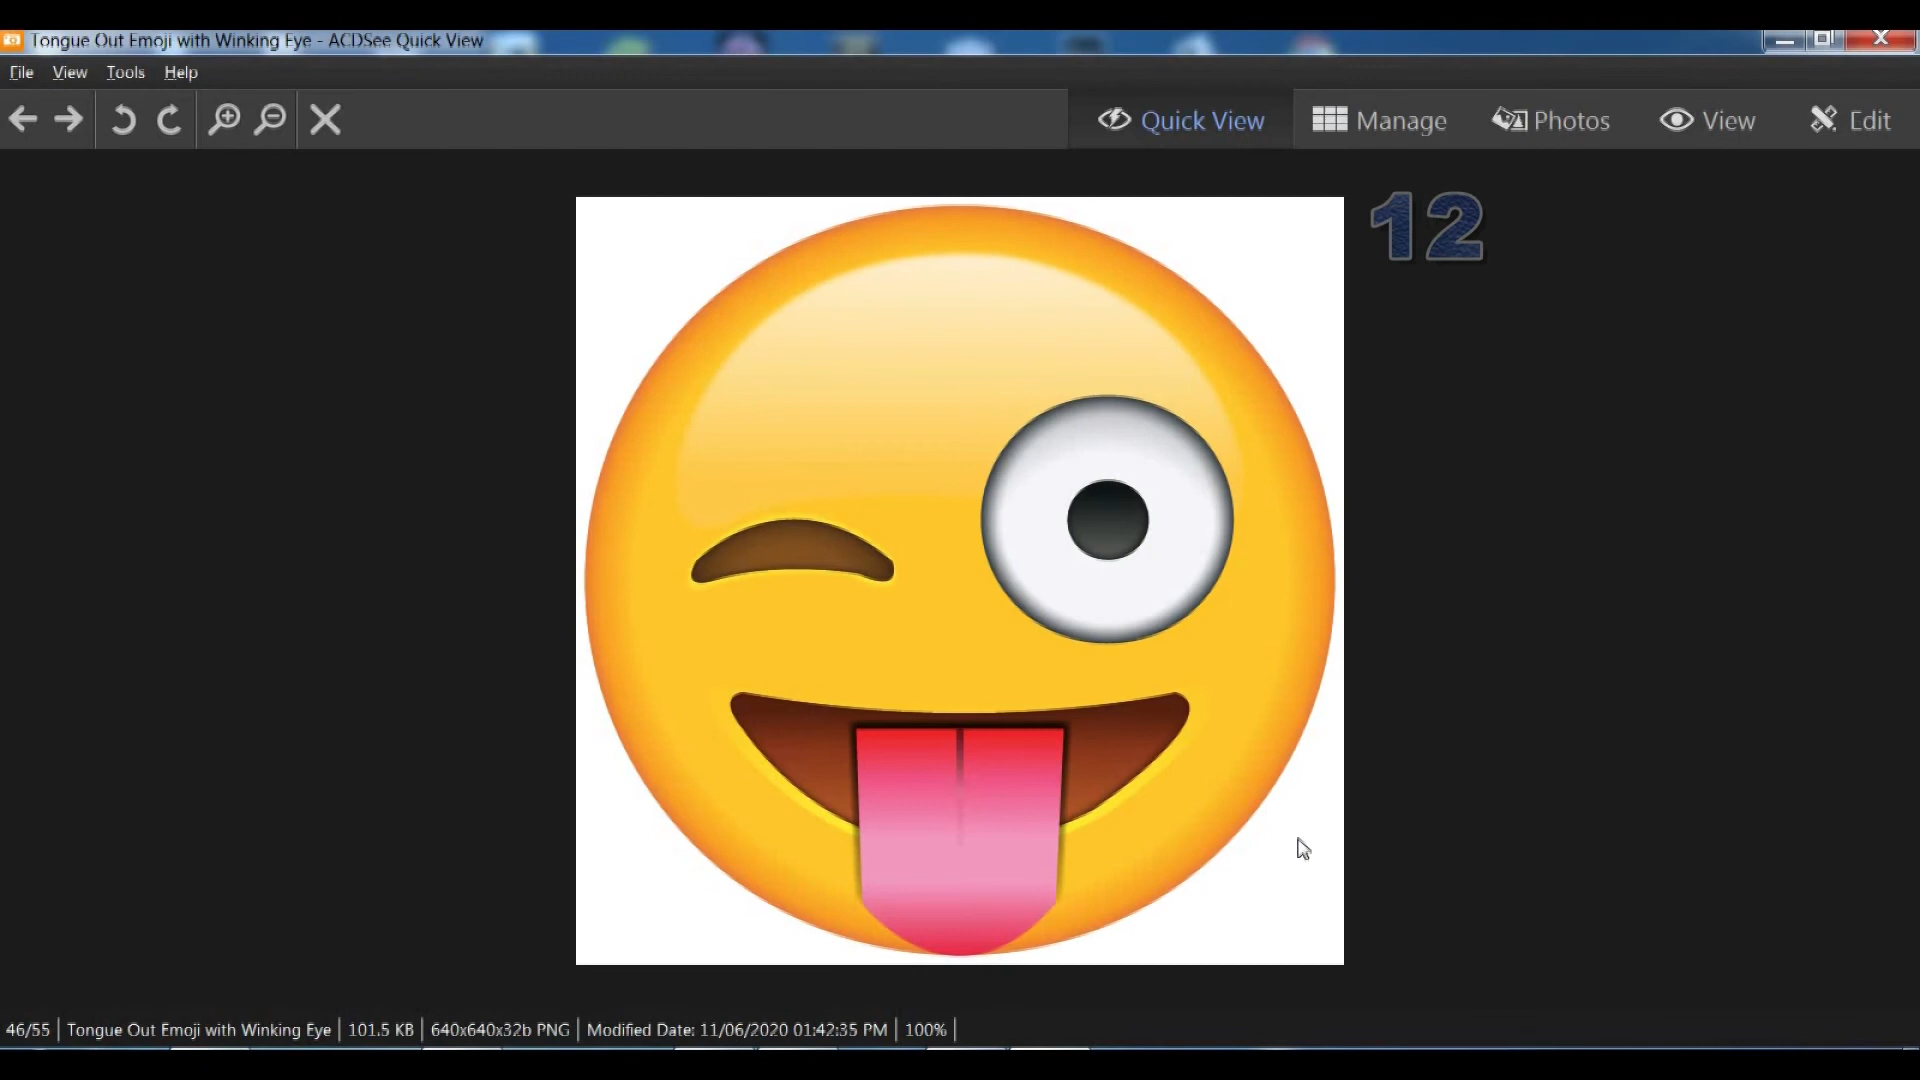 Tongue Out Emoji with Winking Eye - ACDSee Quick View
File View Tools Help
Quick View Manage Photos View Edit
12
46/55 Tongue Out Emoji with Winking Eye 101.5 KB 640x640x32b PNG Modified Date: 11/06/2020 01:42:35 PM 100%